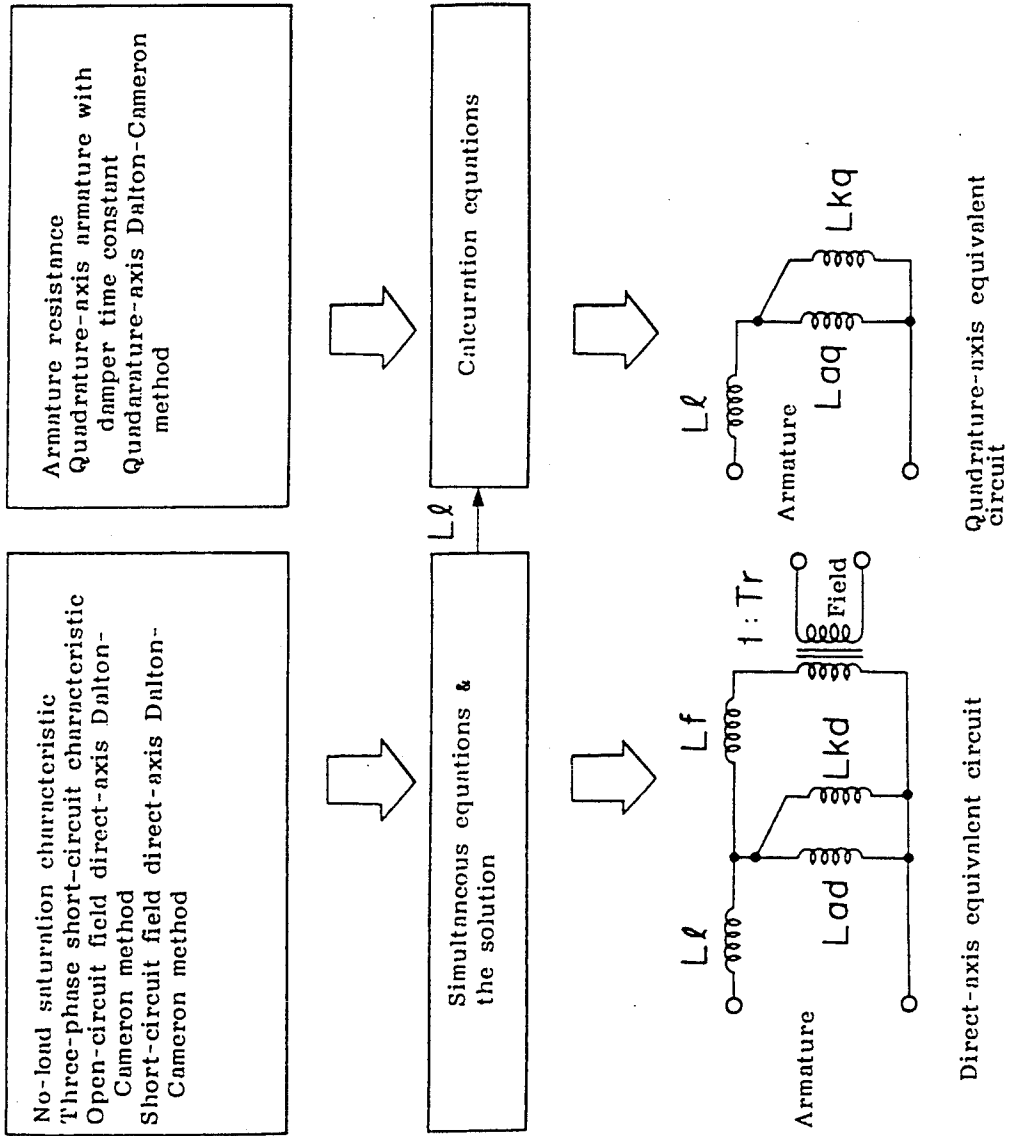 No-load saturation characteristic
Three-phase short-circuit characteristic
Open-circuit field direct-axis Dalton-
Cameron method
Short-circuit field direct-axis Dalton-
Cameron method
Armature resistance
Quadrature-axis armature with
damper time constant
Qundarature-axis Dalton-Cameron
method
Simultaneous equations &
the solution
Lℓ
Calcuration equations
Lℓ
Lf
1:Tr
Lad
Lkd
Field
Armature
Direct-axis equivalent circuit
Lℓ
Laq
Lkq
Armature
Quadrature-axis equivalent
circuit